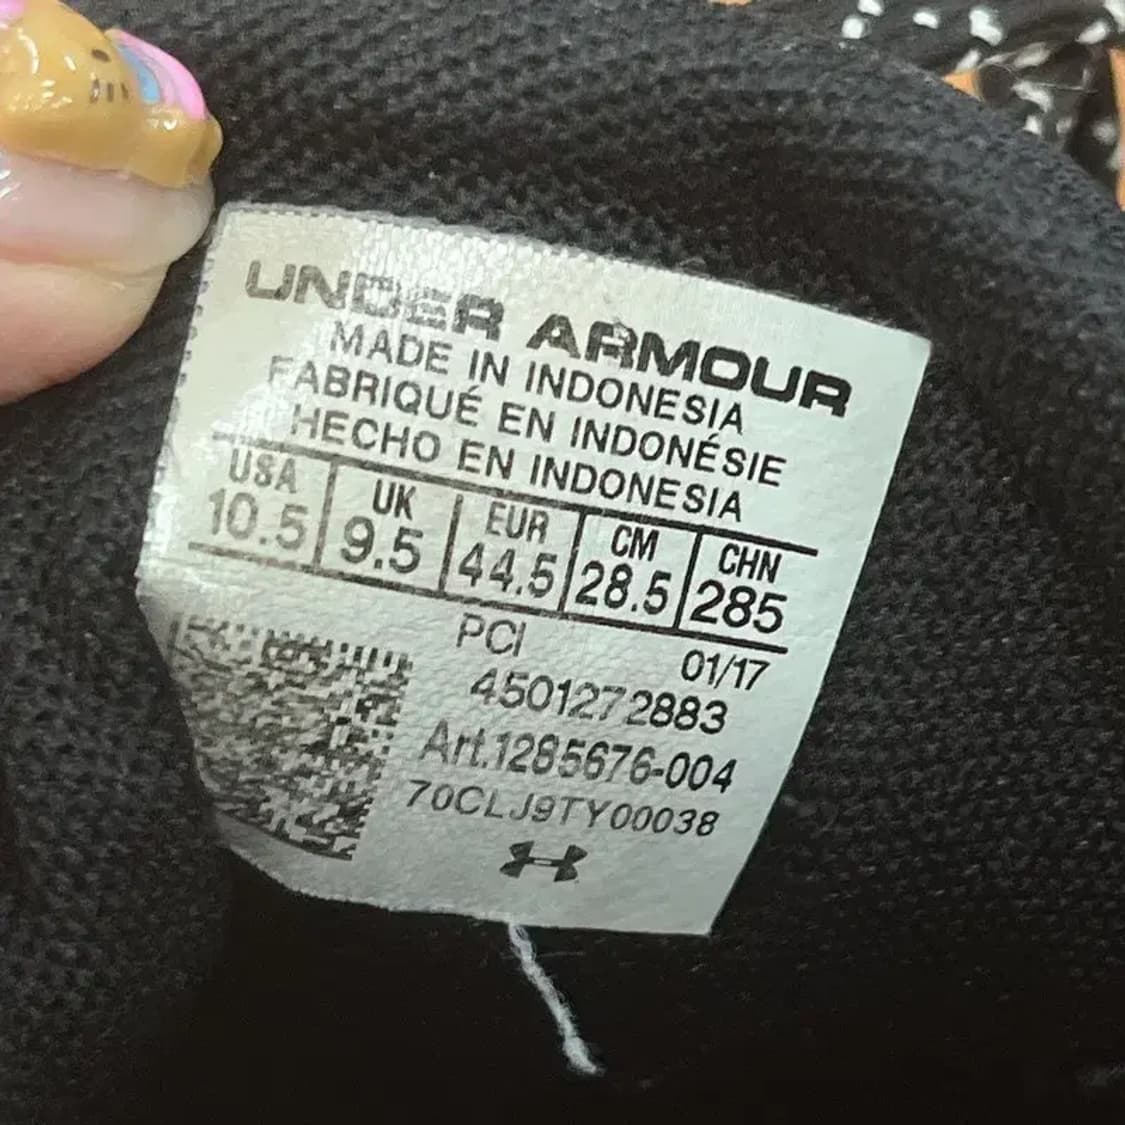 UNDER ARMOUR
MADE IN INDONESIA
FABRIQUÉ EN INDONÉSIE
HECHO EN INDONESIA
USA UK EUR CM CHN
10.5 9.5 44.5 28.5 285
PCI 01/17
4501272883
Art.1285676-004
70CLJ9TY00038